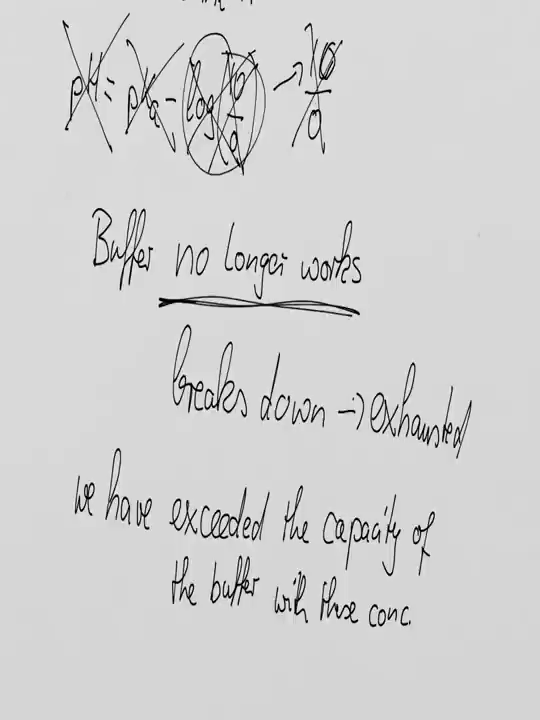 pH = pKa - log 10/0 → 10/0
Buffer no longer works
breaks down → exhausted
we have exceeded the capacity of
the buffer with these conc.